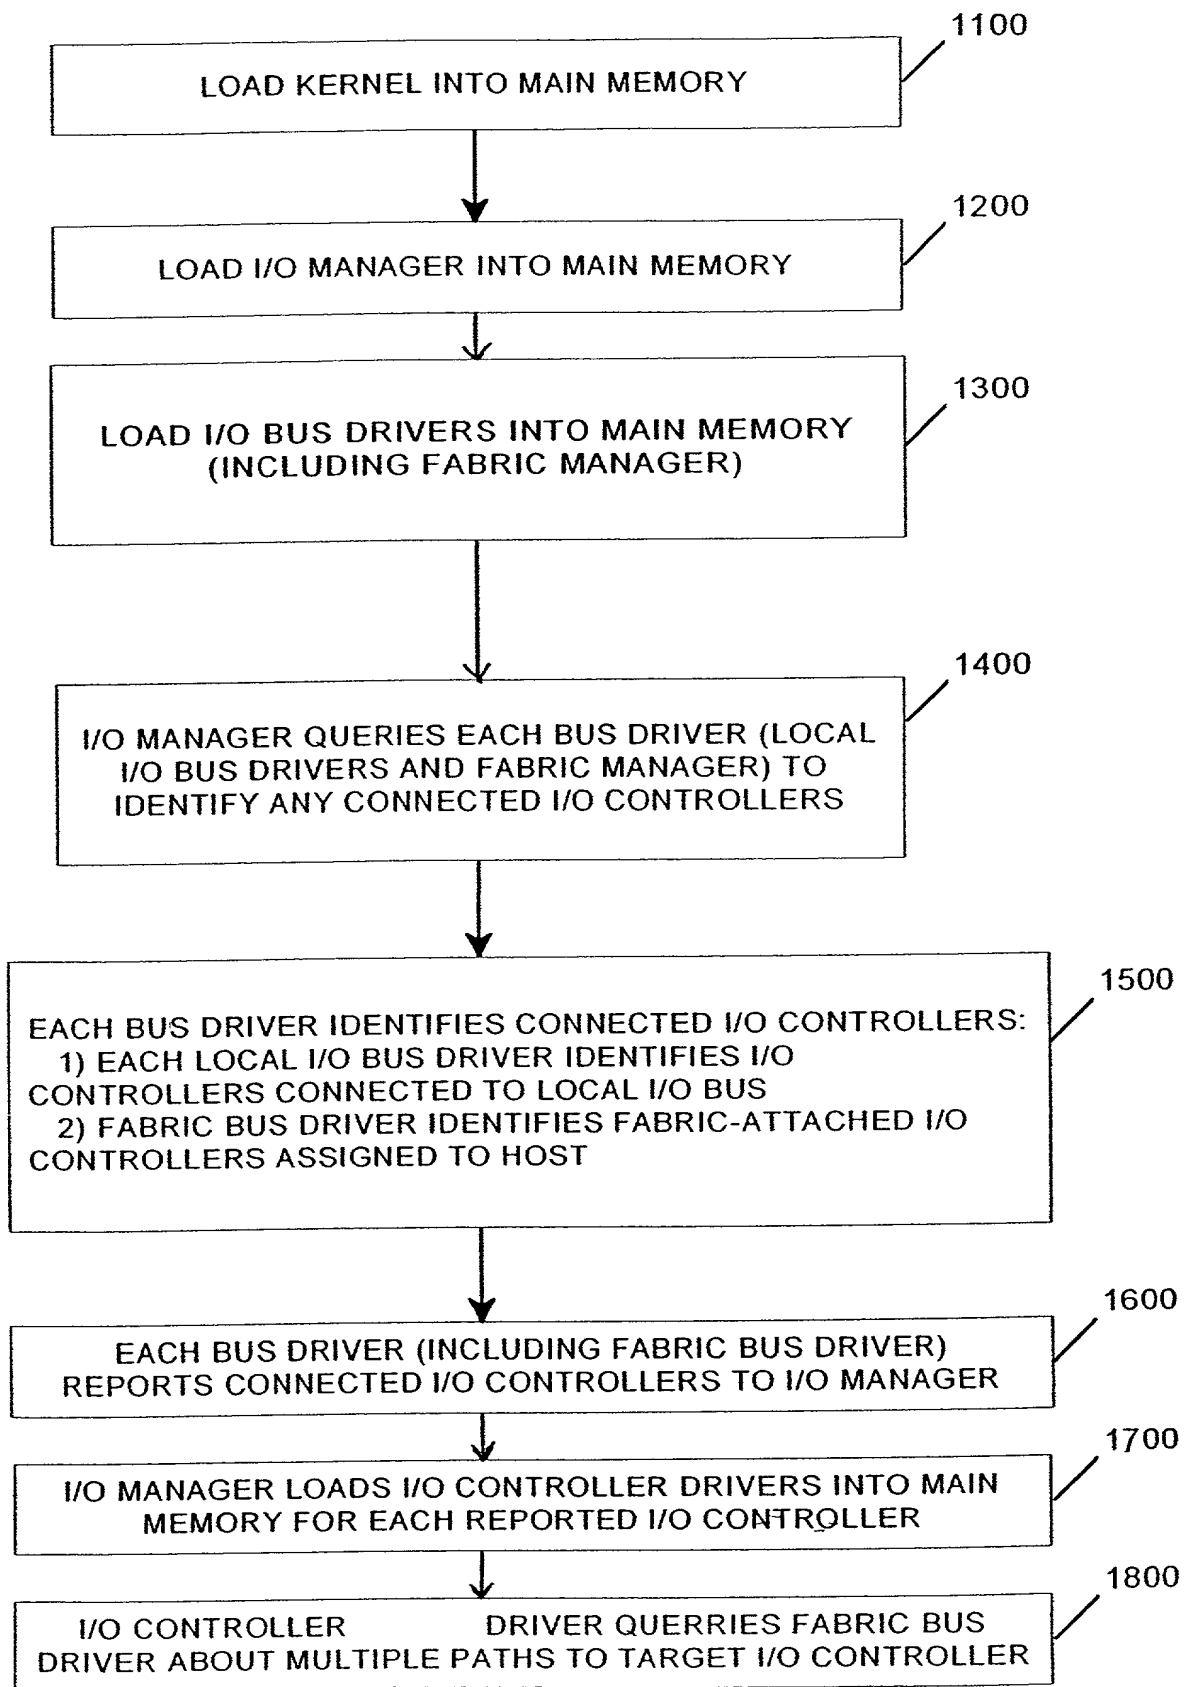 1100
LOAD KERNEL INTO MAIN MEMORY
1200
LOAD I/O MANAGER INTO MAIN MEMORY
1300
LOAD I/O BUS DRIVERS INTO MAIN MEMORY
(INCLUDING FABRIC MANAGER)
1400
I/O MANAGER QUERIES EACH BUS DRIVER (LOCAL
I/O BUS DRIVERS AND FABRIC MANAGER) TO
IDENTIFY ANY CONNECTED I/O CONTROLLERS
1500
EACH BUS DRIVER IDENTIFIES CONNECTED I/O CONTROLLERS:
1) EACH LOCAL I/O BUS DRIVER IDENTIFIES I/O
CONTROLLERS CONNECTED TO LOCAL I/O BUS
2) FABRIC BUS DRIVER IDENTIFIES FABRIC-ATTACHED I/O
CONTROLLERS ASSIGNED TO HOST
1600
EACH BUS DRIVER (INCLUDING FABRIC BUS DRIVER)
REPORTS CONNECTED I/O CONTROLLERS TO I/O MANAGER
1700
I/O MANAGER LOADS I/O CONTROLLER DRIVERS INTO MAIN
MEMORY FOR EACH REPORTED I/O CONTROLLER
1800
I/O CONTROLLER DRIVER QUERRIES FABRIC BUS
DRIVER ABOUT MULTIPLE PATHS TO TARGET I/O CONTROLLER